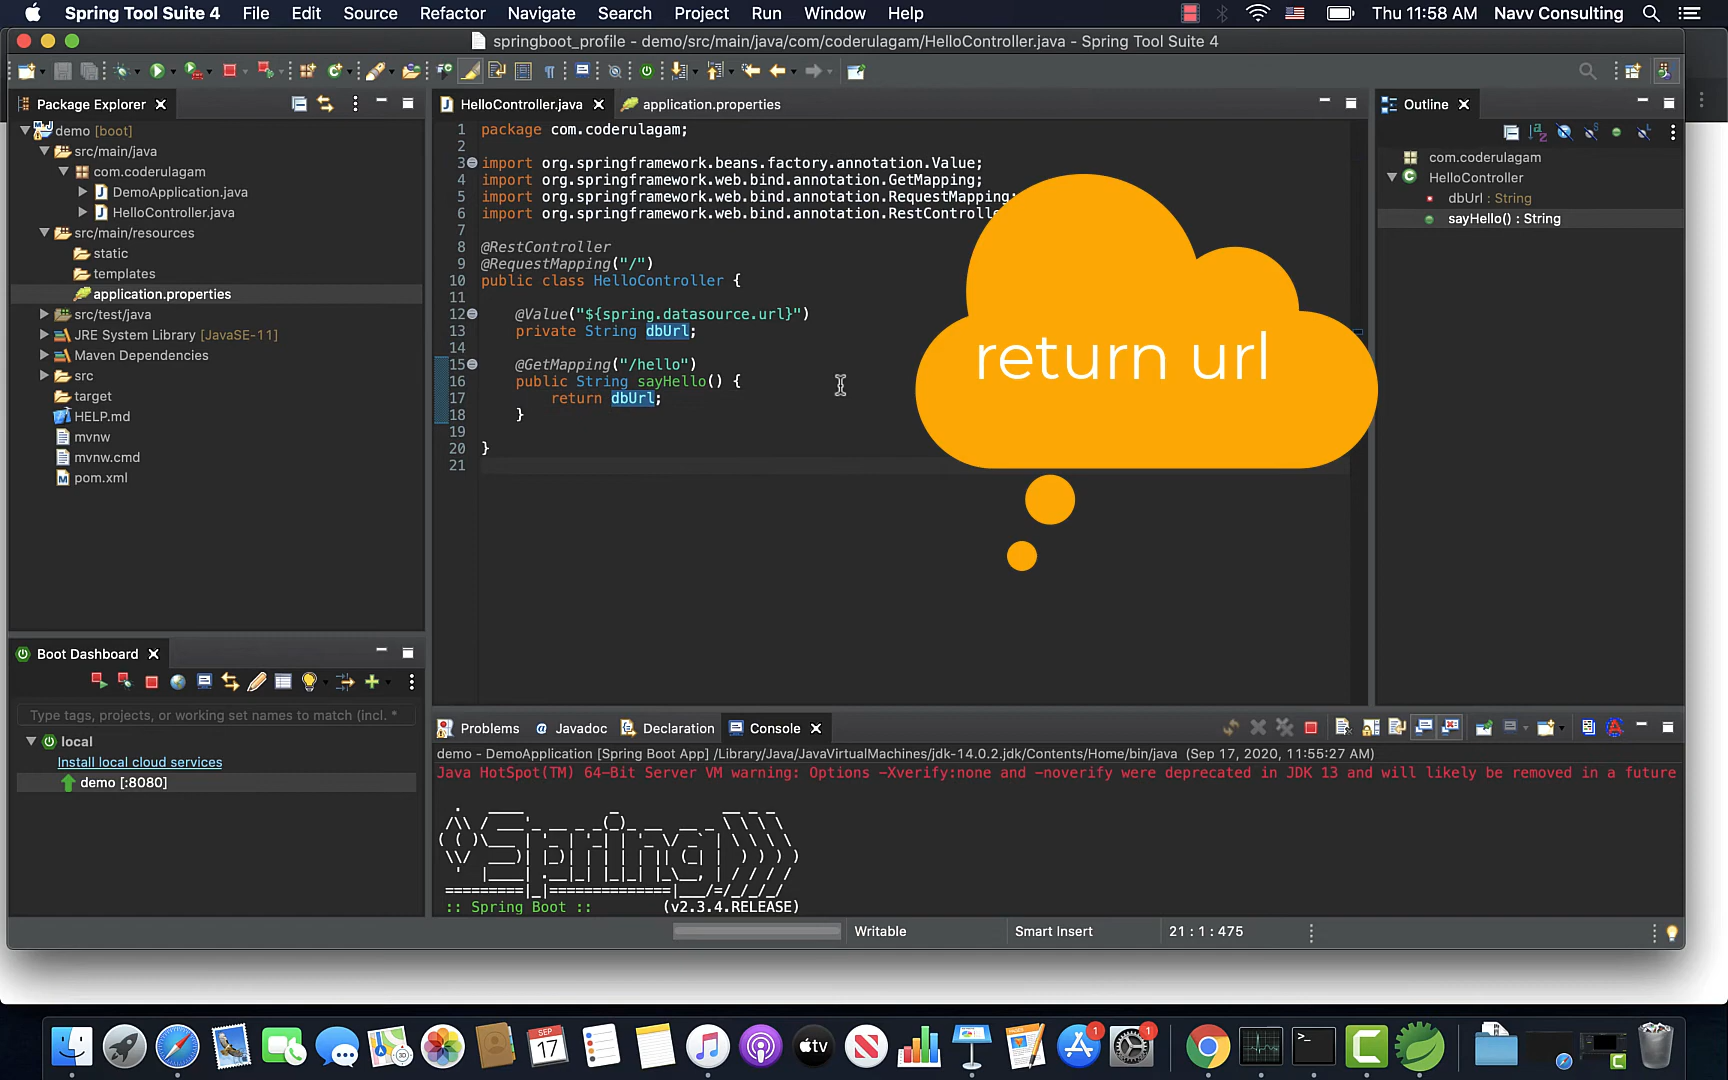 Spring Tool Suite 4 File Edit Source Refactor Navigate Search Project Run Window Help Thu 11:58 AM Navv Consulting
springboot_profile - demo/src/main/java/com/coderulagam/HelloController.java - Spring Tool Suite 4
Package Explorer
demo [boot]
src/main/java
com.coderulagam
DemoApplication.java
HelloController.java
src/main/resources
static
templates
application.properties
src/test/java
JRE System Library [JavaSE-11]
Maven Dependencies
src
target
HELP.md
mvnw
mvnw.cmd
pom.xml
HelloController.java application.properties
1 package com.coderulagam;
2
3 import org.springframework.beans.factory.annotation.Value;
4 import org.springframework.web.bind.annotation.GetMapping;
5 import org.springframework.web.bind.annotation.RequestMapping;
6 import org.springframework.web.bind.annotation.RestControlle
7
8 @RestController
9 @RequestMapping("/")
10 public class HelloController {
11
12 @Value("${spring.datasource.url}")
13 private String dbUrl;
14
15 @GetMapping("/hello")
16 public String sayHello() {
17 return dbUrl;
18 }
19
20 }
21
return url
Outline
com.coderulagam
HelloController
dbUrl : String
sayHello() : String
Boot Dashboard
Type tags, projects, or working set names to match (incl. *
local
Install local cloud services
demo [:8080]
Problems Javadoc Declaration Console
demo - DemoApplication [Spring Boot App] /Library/Java/JavaVirtualMachines/jdk-14.0.2.jdk/Contents/Home/bin/java (Sep 17, 2020, 11:55:27 AM)
Java HotSpot(TM) 64-Bit Server VM warning: Options -Xverify:none and -noverify were deprecated in JDK 13 and will likely be removed in a future
Spring
:: Spring Boot :: (v2.3.4.RELEASE)
Writable Smart Insert 21 : 1 : 475
SEP
17
tv
1
1